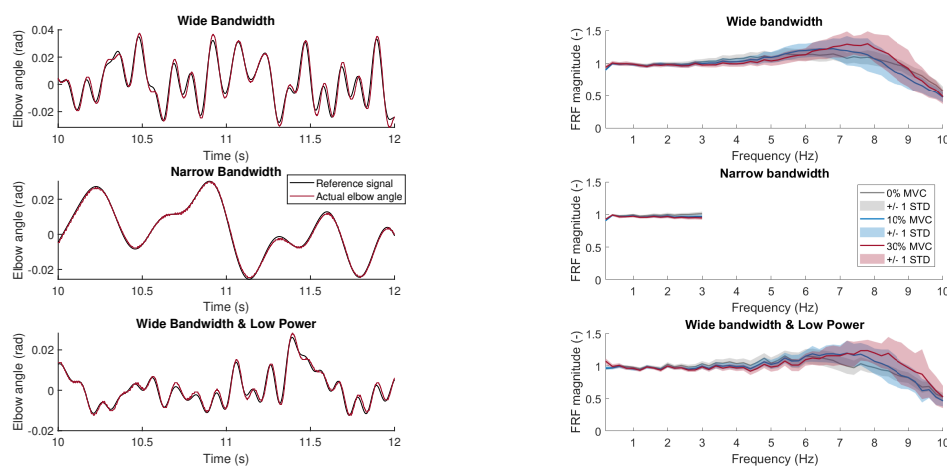 Wide Bandwidth
Elbow angle (rad)
0.04
0.02
0
-0.02
10
10.5
11
11.5
12
Time (s)
Narrow Bandwidth
Elbow angle (rad)
0.02
0
-0.02
Reference signal
Actual elbow angle
10
10.5
11
11.5
12
Time (s)
Wide Bandwidth & Low Power
Elbow angle (rad)
0.02
0
-0.02
10
10.5
11
11.5
12
Time (s)
Wide bandwidth
FRF magnitude (-)
1.5
1
0.5
0
1 2 3 4 5 6 7 8 9 10
Frequency (Hz)
Narrow bandwidth
FRF magnitude (-)
1.5
1
0.5
0
0% MVC
+/- 1 STD
10% MVC
+/- 1 STD
30% MVC
+/- 1 STD
1 2 3 4 5 6 7 8 9 10
Frequency (Hz)
Wide bandwidth & Low Power
FRF magnitude (-)
1.5
1
0.5
0
1 2 3 4 5 6 7 8 9 10
Frequency (Hz)